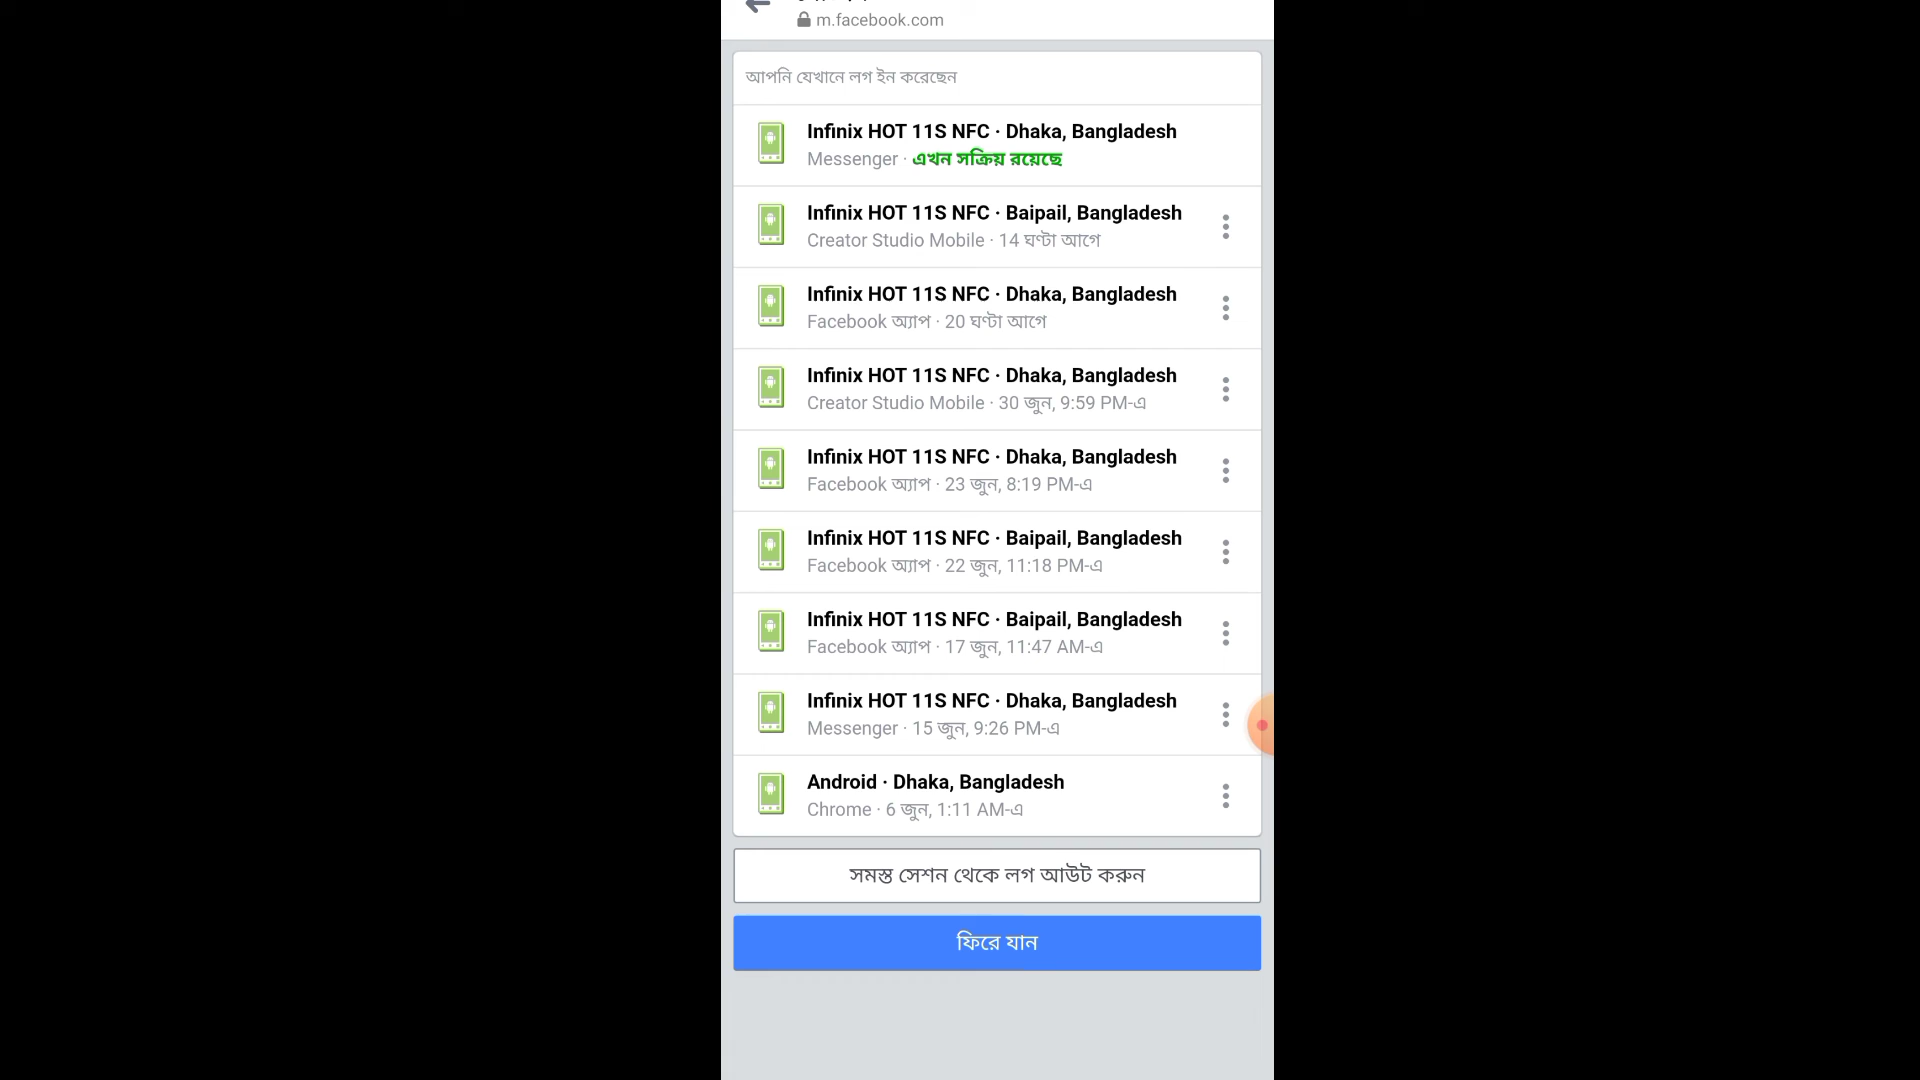 m.facebook.com
আপনি যেখানে লগ ইন করেছেন
Infinix HOT 11S NFC · Dhaka, Bangladesh
Messenger · এখন সক্রিয় রয়েছে
Infinix HOT 11S NFC · Baipail, Bangladesh
Creator Studio Mobile · 14 ঘণ্টা আগে
Infinix HOT 11S NFC · Dhaka, Bangladesh
Facebook অ্যাপ · 20 ঘণ্টা আগে
Infinix HOT 11S NFC · Dhaka, Bangladesh
Creator Studio Mobile · 30 জুন, 9:59 PM-এ
Infinix HOT 11S NFC · Dhaka, Bangladesh
Facebook অ্যাপ · 23 জুন, 8:19 PM-এ
Infinix HOT 11S NFC · Baipail, Bangladesh
Facebook অ্যাপ · 22 জুন, 11:18 PM-এ
Infinix HOT 11S NFC · Baipail, Bangladesh
Facebook অ্যাপ · 17 জুন, 11:47 AM-এ
Infinix HOT 11S NFC · Dhaka, Bangladesh
Messenger · 15 জুন, 9:26 PM-এ
Android · Dhaka, Bangladesh
Chrome · 6 জুন, 1:11 AM-এ
সমস্ত সেশন থেকে লগ আউট করুন
ফিরে যান